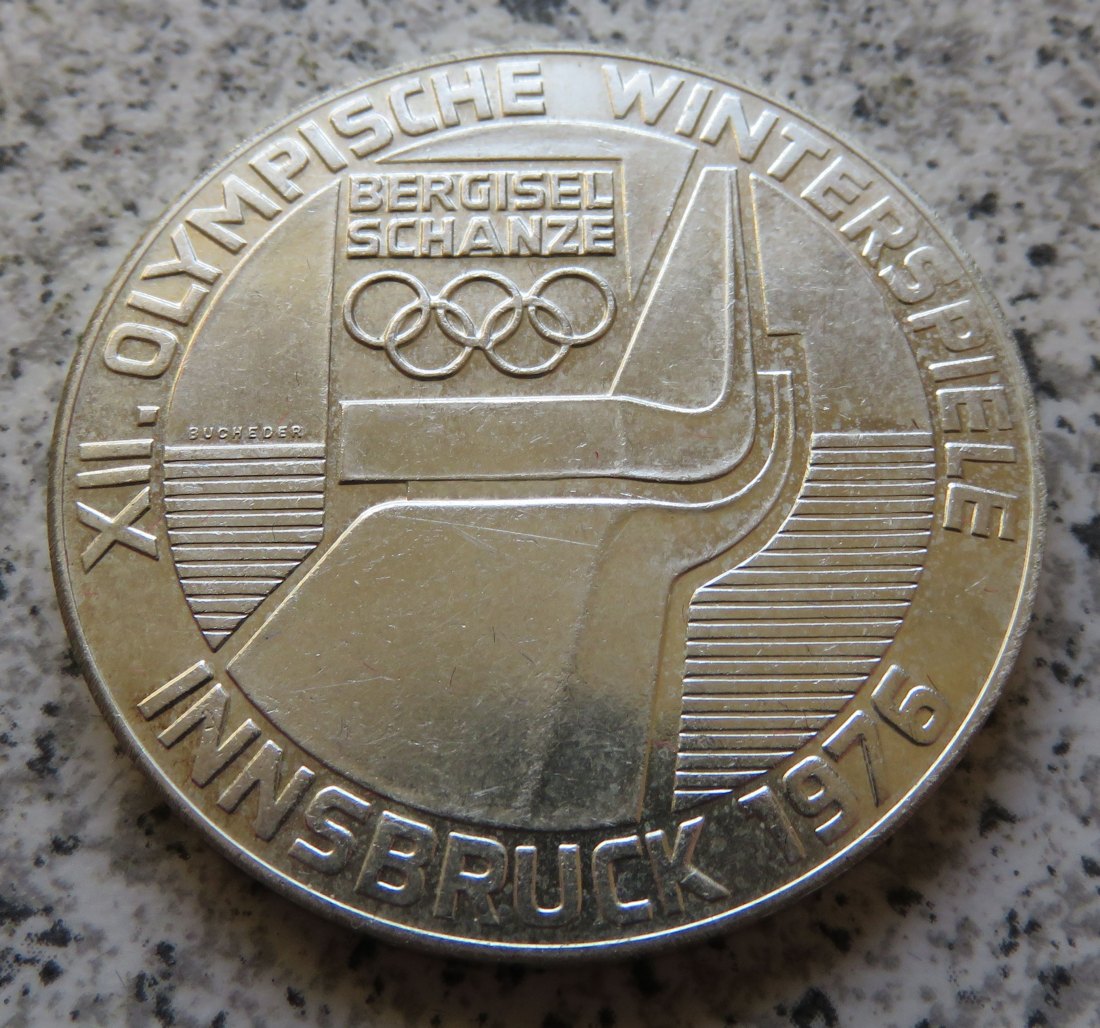 XII. OLYMPISCHE WINTERSPIELE
BERGISEL
SCHANZE
BUCHEDER
INNSBRUCK 1976